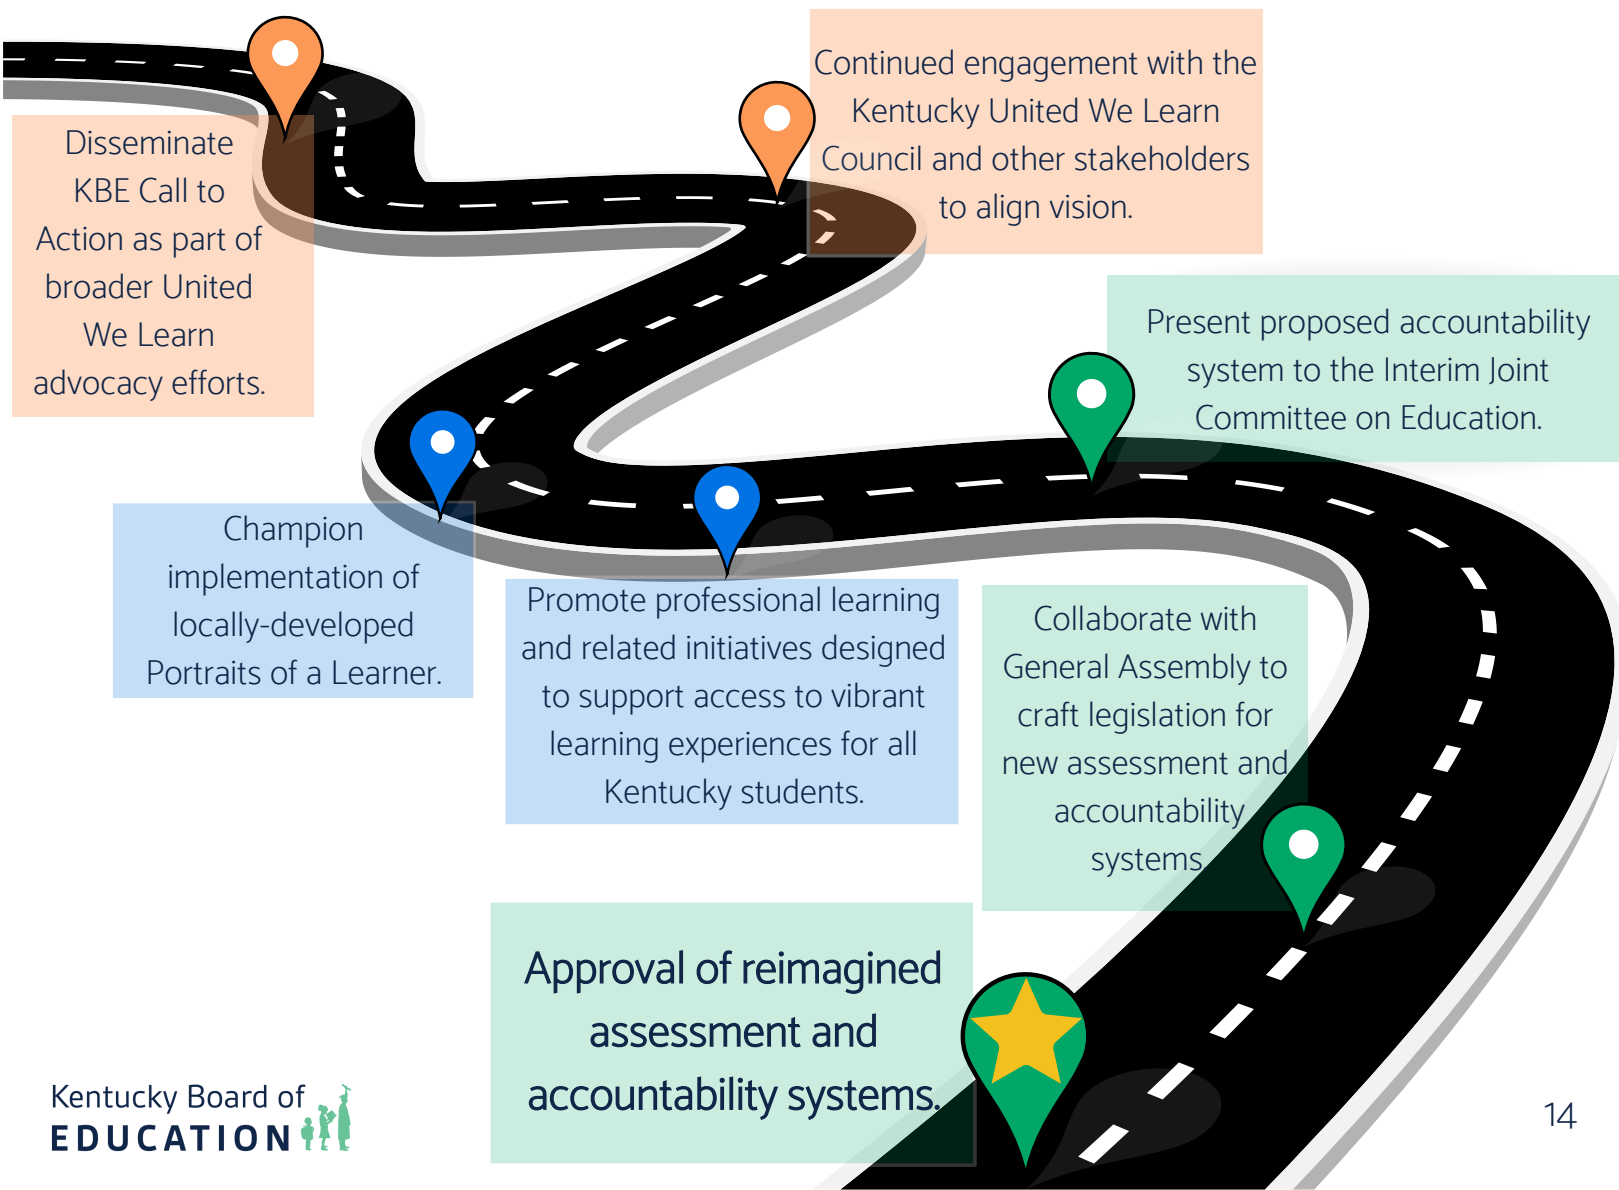 Disseminate
KBE Call to
Action as part of
broader United
We Learn
advocacy efforts.
Continued engagement with the
Kentucky United We Learn
Council and other stakeholders
to align vision.
Champion
implementation of
locally-developed
Portraits of a Learner.
Promote professional learning
and related initiatives designed
to support access to vibrant
learning experiences for all
Kentucky students.
Present proposed accountability
system to the Interim Joint
Committee on Education.
Collaborate with
General Assembly to
craft legislation for
new assessment and
accountability
systems.
Approval of reimagined
assessment and
accountability systems.
Kentucky Board of
EDUCATION
14